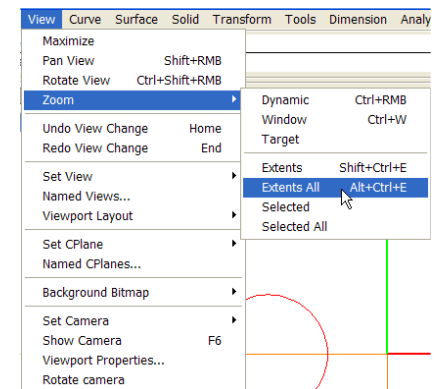 View Curve Surface Solid Transform Tools Dimension Analy
Maximize
Pan View Shift+RMB
Rotate View Ctrl+Shift+RMB
Zoom
Undo View Change Home
Redo View Change End
Set View
Named Views...
Viewport Layout
Set CPlane
Named CPlanes...
Background Bitmap
Set Camera
Show Camera F6
Viewport Properties...
Rotate camera
Dynamic Ctrl+RMB
Window Ctrl+W
Target
Extents Shift+Ctrl+E
Extents All Alt+Ctrl+E
Selected
Selected All